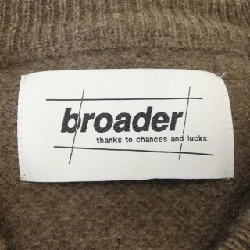 broader
thanks to chances and lucks.